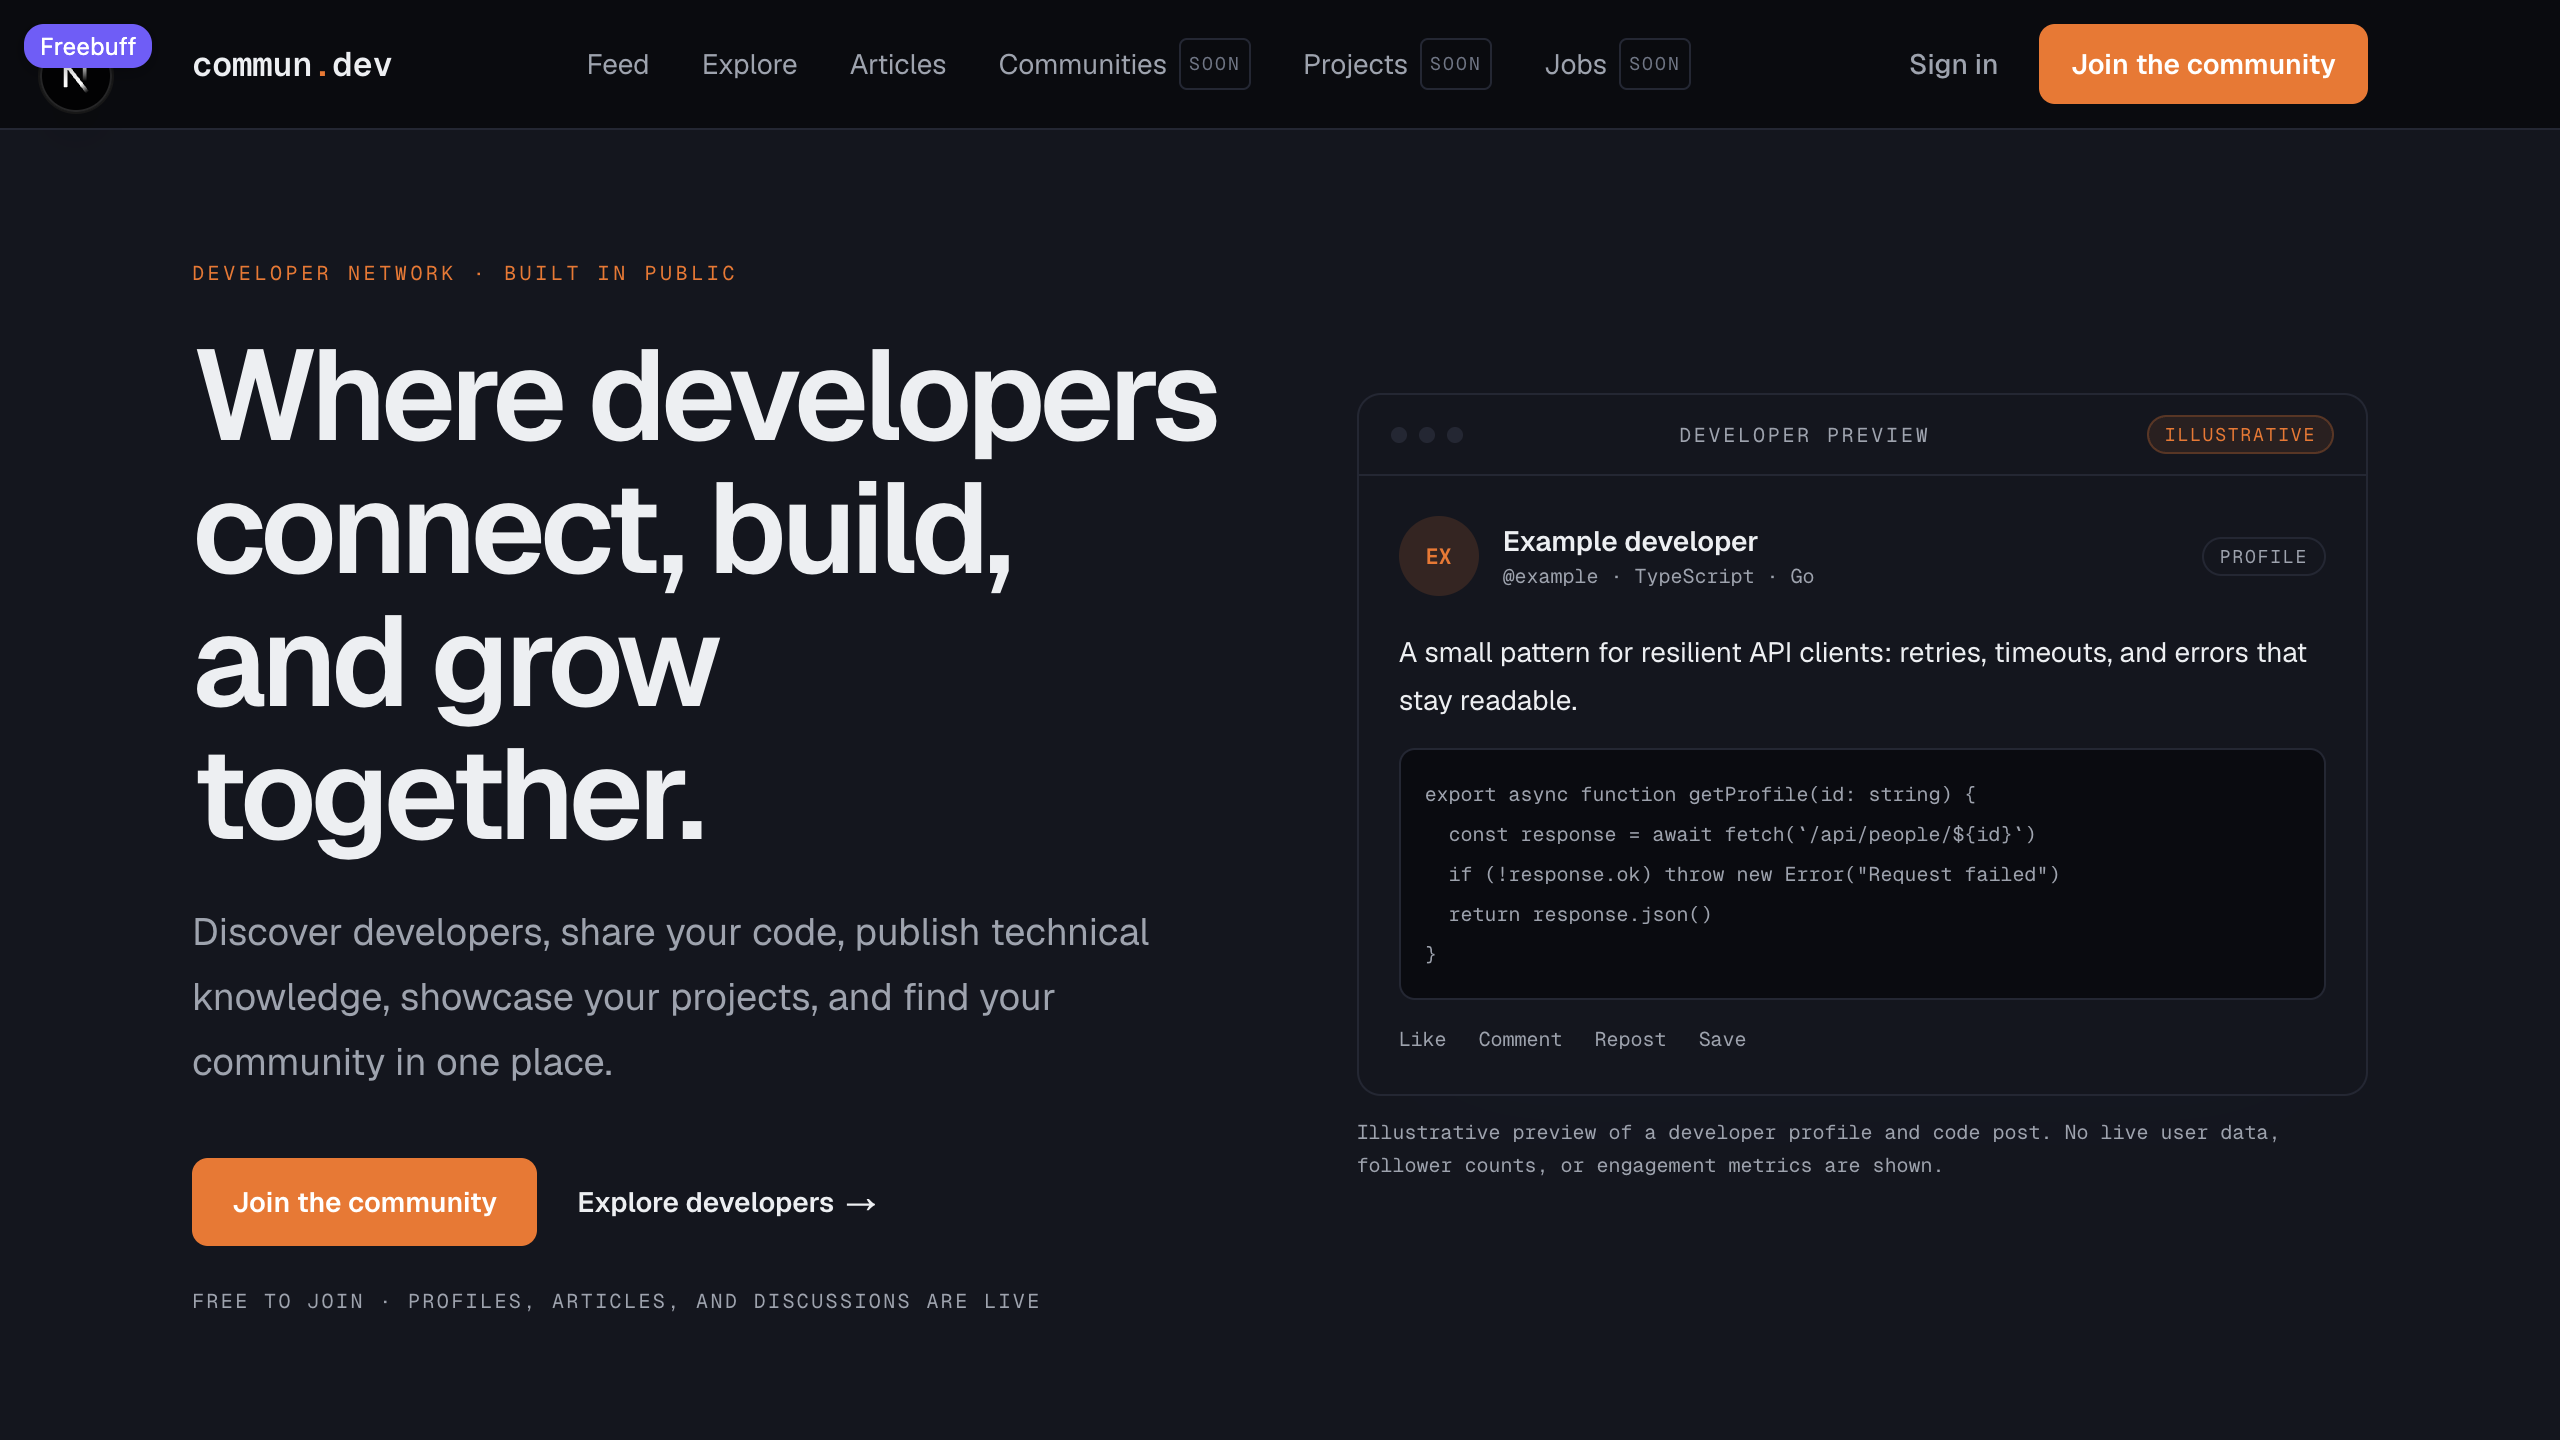 Freebuff
commun.dev
Feed
Explore
Articles
Communities SOON
Projects SOON
Jobs SOON
Sign in
Join the community
DEVELOPER NETWORK · BUILT IN PUBLIC
Where developers
connect, build,
and grow
together.
Discover developers, share your code, publish technical
knowledge, showcase your projects, and find your
community in one place.
Join the community
Explore developers →
FREE TO JOIN · PROFILES, ARTICLES, AND DISCUSSIONS ARE LIVE
DEVELOPER PREVIEW
ILLUSTRATIVE
EX
Example developer
@example · TypeScript · Go
PROFILE
A small pattern for resilient API clients: retries, timeouts, and errors that
stay readable.
export async function getProfile(id: string) {
  const response = await fetch(`/api/people/${id}`)
  if (!response.ok) throw new Error("Request failed")
  return response.json()
}
Like
Comment
Repost
Save
Illustrative preview of a developer profile and code post. No live user data,
follower counts, or engagement metrics are shown.